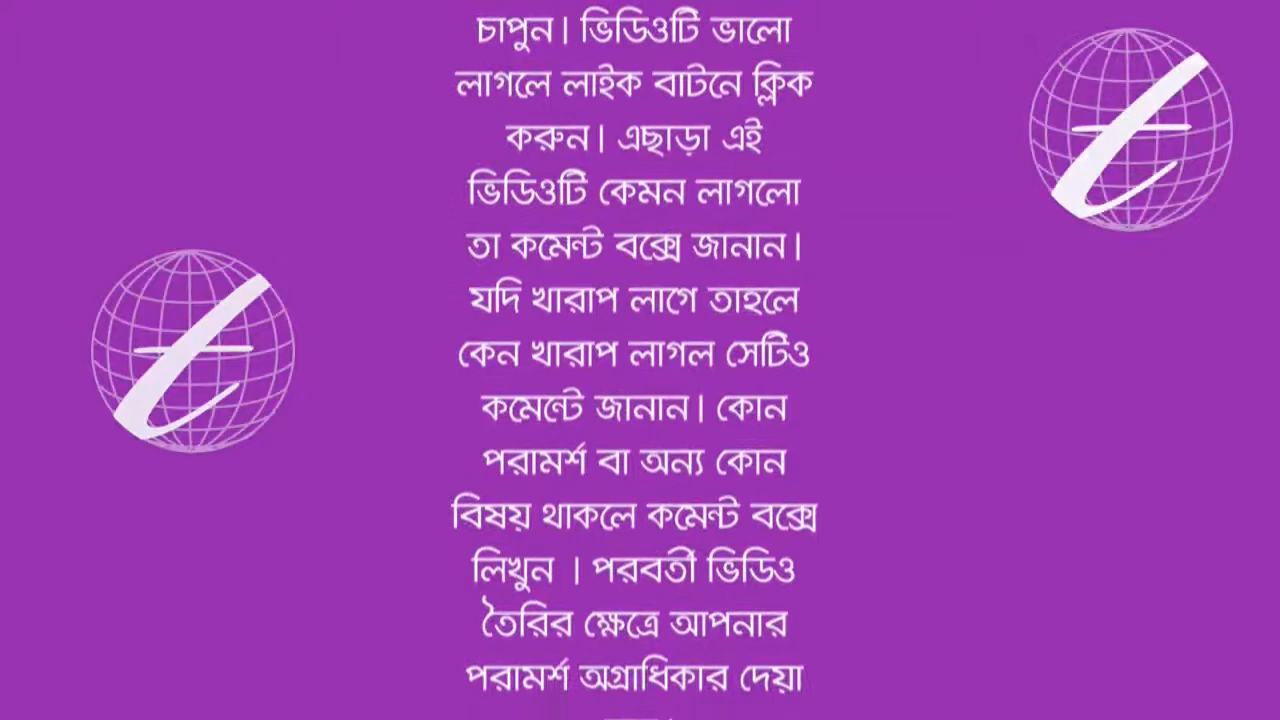 চাপুন। ভিডিওটি ভালো
লাগলে লাইক বাটনে ক্লিক
করুন। এছাড়া এই
ভিডিওটি কেমন লাগলো
তা কমেন্ট বক্সে জানান।
যদি খারাপ লাগে তাহলে
কেন খারাপ লাগল সেটিও
কমেন্টে জানান। কোন
পরামর্শ বা অন্য কোন
বিষয় থাকলে কমেন্ট বক্সে
লিখুন । পরবর্তী ভিডিও
তৈরির ক্ষেত্রে আপনার
পরামর্শ অগ্রাধিকার দেয়া
t
t